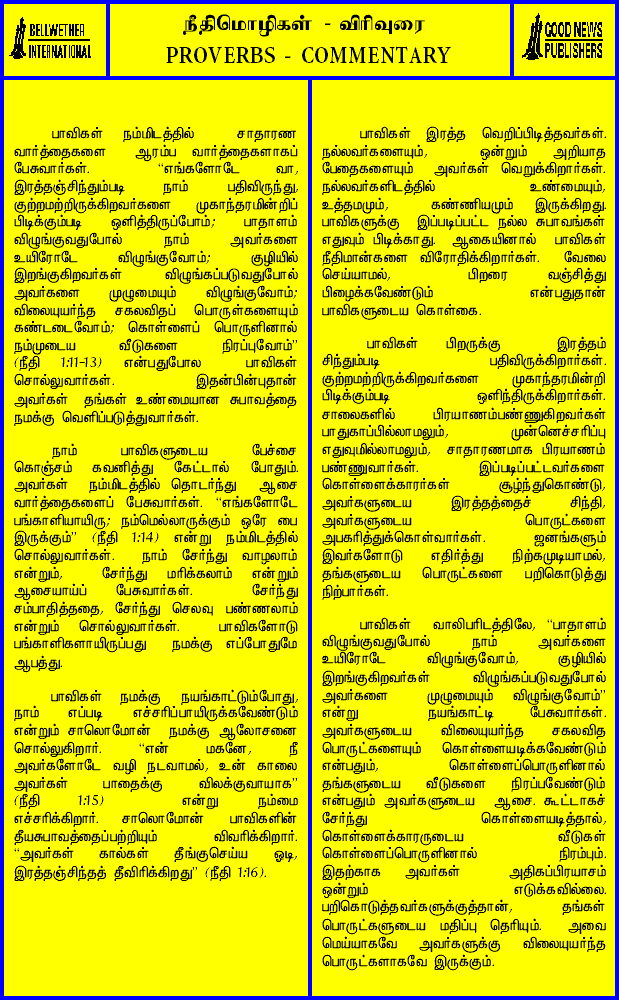 BELLWETHER
INTERNATIONAL
நீதிமொழிகள் - விரிவுரை
PROVERBS - COMMENTARY
GOOD NEWS
PUBLISHERS
பாவிகள் நம்மிடத்தில் சாதாரண
வார்த்தைகளை ஆரம்ப வார்த்தைகளாகப்
பேசுவார்கள். “எங்களோடே வா,
இரத்தஞ்சிந்தும்படி நாம் பதிவிருந்து,
குற்றமற்றிருக்கிறவர்களை முகாந்தரமின்றிப்
பிடிக்கும்படி ஒளித்திருப்போம்; பாதாளம்
விழுங்குவதுபோல் நாம் அவர்களை
உயிரோடே விழுங்குவோம்; குழியில்
இறங்குகிறவர்கள் விழுங்கப்படுவதுபோல்
அவர்களை முழுமையும் விழுங்குவோம்;
விலையுயர்ந்த சகலவிதப் பொருள்களையும்
கண்டடைவோம்; கொள்ளைப் பொருளினால்
நம்முடைய வீடுகளை நிரப்புவோம்”
(நீதி 1:11-13) என்பதுபோல பாவிகள்
சொல்லுவார்கள். இதன்பின்புதான்
அவர்கள் தங்கள் உண்மையான சுபாவத்தை
நமக்கு வெளிப்படுத்துவார்கள்.
நாம் பாவிகளுடைய பேச்சை
கொஞ்சம் கவனித்து கேட்டால் போதும்.
அவர்கள் நம்மிடத்தில் தொடர்ந்து ஆசை
வார்த்தைகளைப் பேசுவார்கள். “எங்களோடே
பங்காளியாயிரு; நம்மெல்லாருக்கும் ஒரே பை
இருக்கும்” (நீதி 1:14) என்று நம்மிடத்தில்
சொல்லுவார்கள். நாம் சேர்ந்து வாழலாம்
என்றும், சேர்ந்து மரிக்கலாம் என்றும்
ஆசையாய்ப் பேசுவார்கள். சேர்ந்து
சம்பாதித்ததை, சேர்ந்து செலவு பண்ணலாம்
என்றும் சொல்லுவார்கள். பாவிகளோடு
பங்காளிகளாயிருப்பது நமக்கு எப்போதுமே
ஆபத்து.
பாவிகள் நமக்கு நயங்காட்டும்போது,
நாம் எப்படி எச்சரிப்பாயிருக்கவேண்டும்
என்றும் சாலொமோன் நமக்கு ஆலோசனை
சொல்லுகிறார். “என் மகனே, நீ
அவர்களோடே வழி நடவாமல், உன் காலை
அவர்கள் பாதைக்கு விலக்குவாயாக”
(நீதி 1:15) என்று நம்மை
எச்சரிக்கிறார். சாலொமோன் பாவிகளின்
தீயசுபாவத்தைப்பற்றியும் விவரிக்கிறார்.
“அவர்கள் கால்கள் தீங்குசெய்ய ஓடி,
இரத்தஞ்சிந்தத் தீவிரிக்கிறது” (நீதி 1:16).
பாவிகள் இரத்த வெறிப்பிடித்தவர்கள்.
நல்லவர்களையும், ஒன்றும் அறியாத
பேதைகளையும் அவர்கள் வெறுக்கிறார்கள்.
நல்லவர்களிடத்தில் உண்மையும்,
உத்தமமும், கண்ணியமும் இருக்கிறது.
பாவிகளுக்கு இப்படிப்பட்ட நல்ல சுபாவங்கள்
எதுவும் பிடிக்காது. ஆகையினால் பாவிகள்
நீதிமான்களை விரோதிக்கிறார்கள். வேலை
செய்யாமல், பிறரை வஞ்சித்து
பிழைக்கவேண்டும் என்பதுதான்
பாவிகளுடைய கொள்கை.
பாவிகள் பிறருக்கு இரத்தம்
சிந்தும்படி பதிவிருக்கிறார்கள்.
குற்றமற்றிருக்கிறவர்களை முகாந்தரமின்றி
பிடிக்கும்படி ஒளிந்திருக்கிறார்கள்.
சாலைகளில் பிரயாணம்பண்ணுகிறவர்கள்
பாதுகாப்பில்லாமலும், முன்னெச்சரிப்பு
எதுவுமில்லாமலும், சாதாரணமாக பிரயாணம்
பண்ணுவார்கள். இப்படிப்பட்டவர்களை
கொள்ளைக்காரர்கள் சூழ்ந்துகொண்டு,
அவர்களுடைய இரத்தத்தைச் சிந்தி,
அவர்களுடைய பொருட்களை
அபகரித்துக்கொள்வார்கள். ஜனங்களும்
இவர்களோடு எதிர்த்து நிற்கமுடியாமல்,
தங்களுடைய பொருட்களை பறிகொடுத்து
நிற்பார்கள்.
பாவிகள் வாலிபரிடத்திலே, “பாதாளம்
விழுங்குவதுபோல் நாம் அவர்களை
உயிரோடே விழுங்குவோம், குழியில்
இறங்குகிறவர்கள் விழுங்கப்படுவதுபோல்
அவர்களை முழுமையும் விழுங்குவோம்”
என்று நயங்காட்டி பேசுவார்கள்.
அவர்களுடைய விலையுயர்ந்த சகலவித
பொருட்களையும் கொள்ளையடிக்கவேண்டும்
என்பதும், கொள்ளைப்பொருளினால்
தங்களுடைய வீடுகளை நிரப்பவேண்டும்
என்பதும் அவர்களுடைய ஆசை. கூட்டாகச்
சேர்ந்து கொள்ளையடித்தால்,
கொள்ளைக்காரருடைய வீடுகள்
கொள்ளைப்பொருளினால் நிரம்பும்.
இதற்காக அவர்கள் அதிகப்பிரயாசம்
ஒன்றும் எடுக்கவில்லை.
பறிகொடுத்தவர்களுக்குத்தான், தங்கள்
பொருட்களுடைய மதிப்பு தெரியும். அவை
மெய்யாகவே அவர்களுக்கு விலையுயர்ந்த
பொருட்களாகவே இருக்கும்.